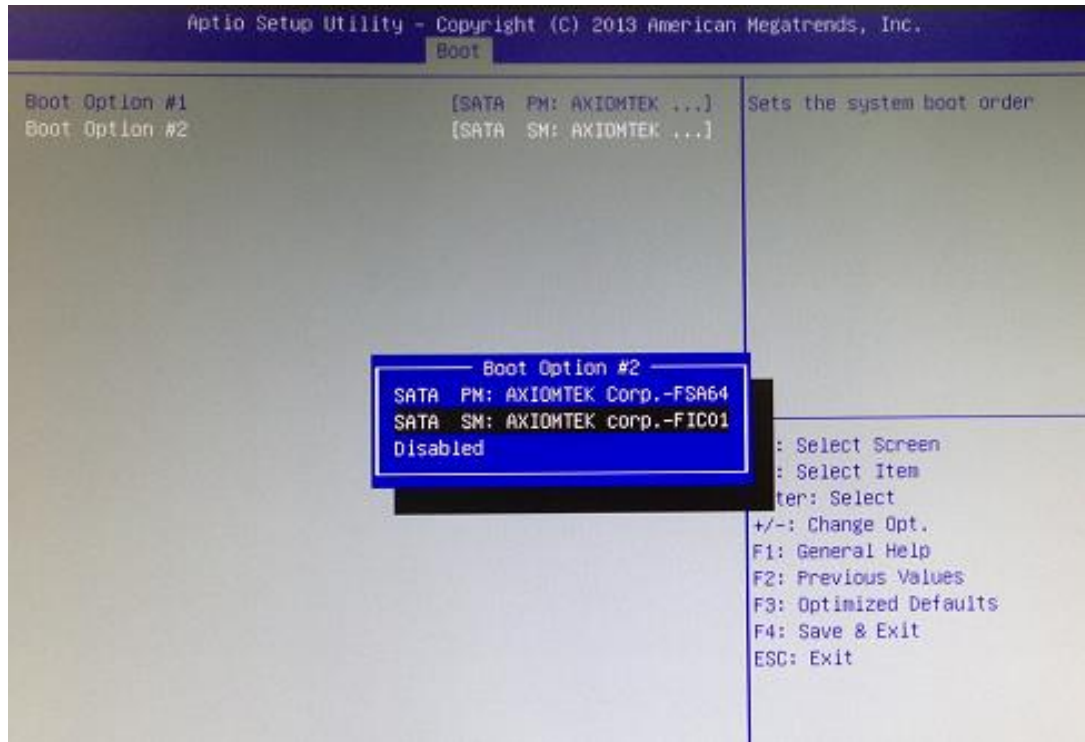 Aptio Setup Utility – Copyright (C) 2013 American Megatrends, Inc.
Boot
Boot Option #1 [SATA PM: AXIOMTEK ...]
Boot Option #2 [SATA SM: AXIOMTEK ...]
Sets the system boot order
Boot Option #2
SATA PM: AXIOMTEK Corp.-FSA64
SATA SM: AXIOMTEK corp.-FICO1
Disabled
: Select Screen
: Select Item
ter: Select
+/-: Change Opt.
F1: General Help
F2: Previous Values
F3: Optimized Defaults
F4: Save & Exit
ESC: Exit